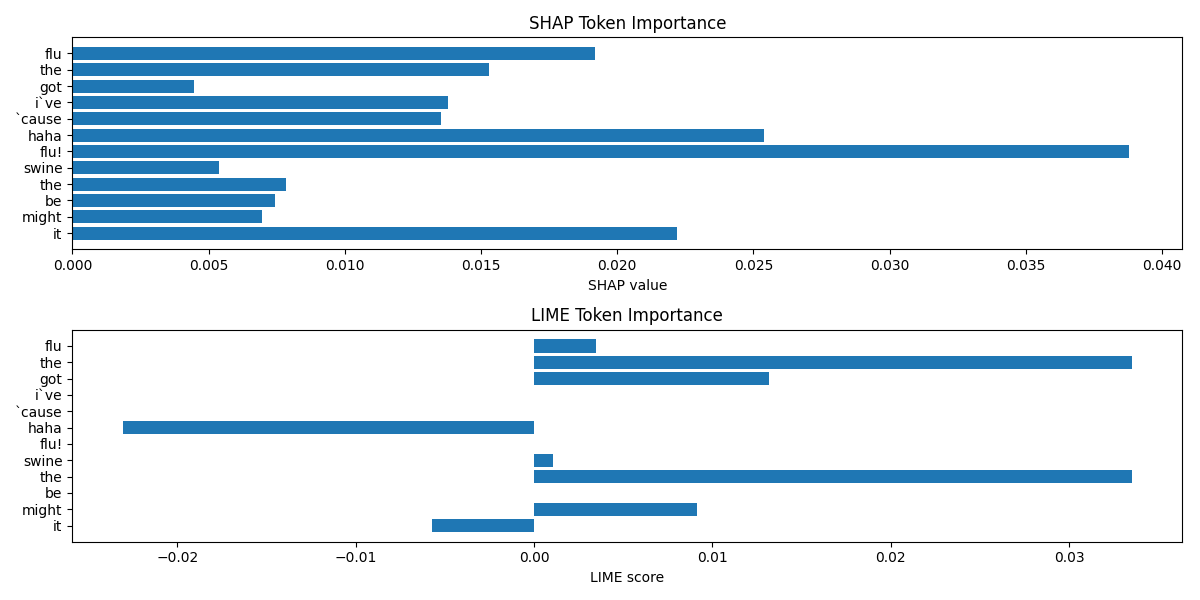 SHAP Token Importance
flu
the
got
i`ve
`cause
haha
flu!
swine
the
be
might
it
0.000 0.005 0.010 0.015 0.020 0.025 0.030 0.035 0.040
SHAP value
LIME Token Importance
flu
the
got
i`ve
`cause
haha
flu!
swine
the
be
might
it
−0.02 −0.01 0.00 0.01 0.02 0.03
LIME score